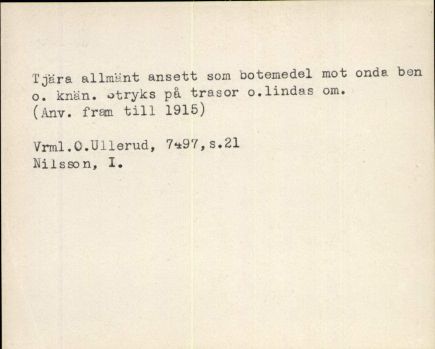 Tjära allmänt ansett som botemedel mot onda ben
o. knän. Stryks på trasor o.lindas om.
(Anv. fram till 1915)
Vrml.O.Ullerud, 7497,s.21
Nilsson, I.